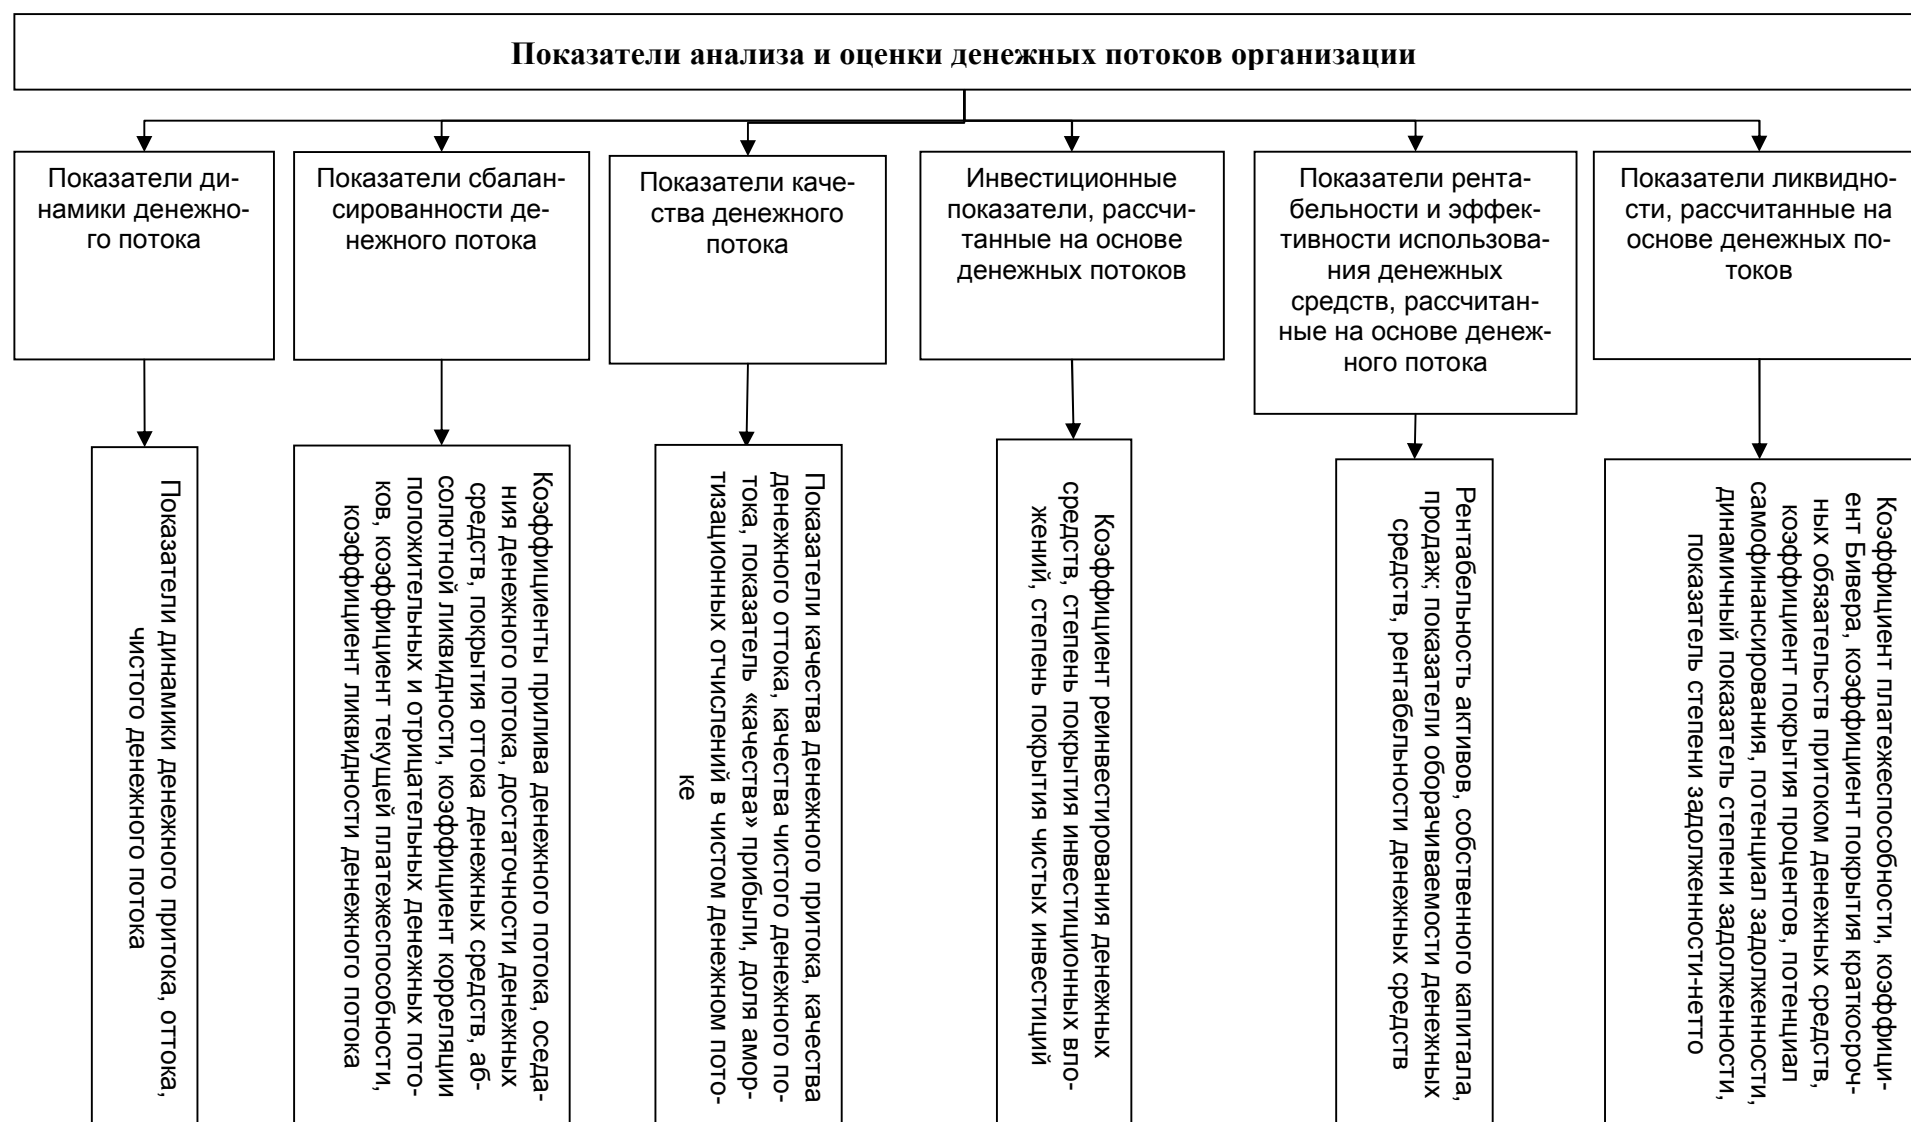 Показатели анализа и оценки денежных потоков организации
Показатели ди-
намики денежно-
го потока
Показатели сбалан-
сированности де-
нежного потока
Показатели каче-
ства денежного
потока
Инвестиционные
показатели, рассчи-
танные на основе
денежных потоков
Показатели рента-
бельности и эффек-
тивности использова-
ния денежных
средств, рассчитан-
ные на основе денеж-
ного потока
Показатели ликвидно-
сти, рассчитанные на
основе денежных по-
токов
Показатели динамики денежного притока, оттока,
чистого денежного потока
Коэффициенты прилива денежного потока, оседа-
ния денежного потока, достаточности денежных
средств, покрытия оттока денежных средств, аб-
солютной ликвидности, коэффициент корреляции
положительных и отрицательных денежных пото-
ков, коэффициент текущей платежеспособности,
коэффициент ликвидности денежного потока
Показатели качества денежного притока, качества
денежного оттока, качества чистого денежного по-
тока, показатель «качества» прибыли, доля амор-
тизационных отчислений в чистом денежном пото-
ке
Коэффициент реинвестирования денежных
средств, степень покрытия инвестиционных вло-
жений, степень покрытия чистых инвестиций
Рентабельность активов, собственного капитала,
продаж; показатели оборачиваемости денежных
средств, рентабельности денежных средств
Коэффициент платежеспособности, коэффици-
ент Бивера, коэффициент покрытия краткосроч-
ных обязательств притоком денежных средств,
коэффициент покрытия процентов, потенциал
самофинансирования, потенциал задолженности,
динамичный показатель степени задолженности,
показатель степени задолженности-нетто